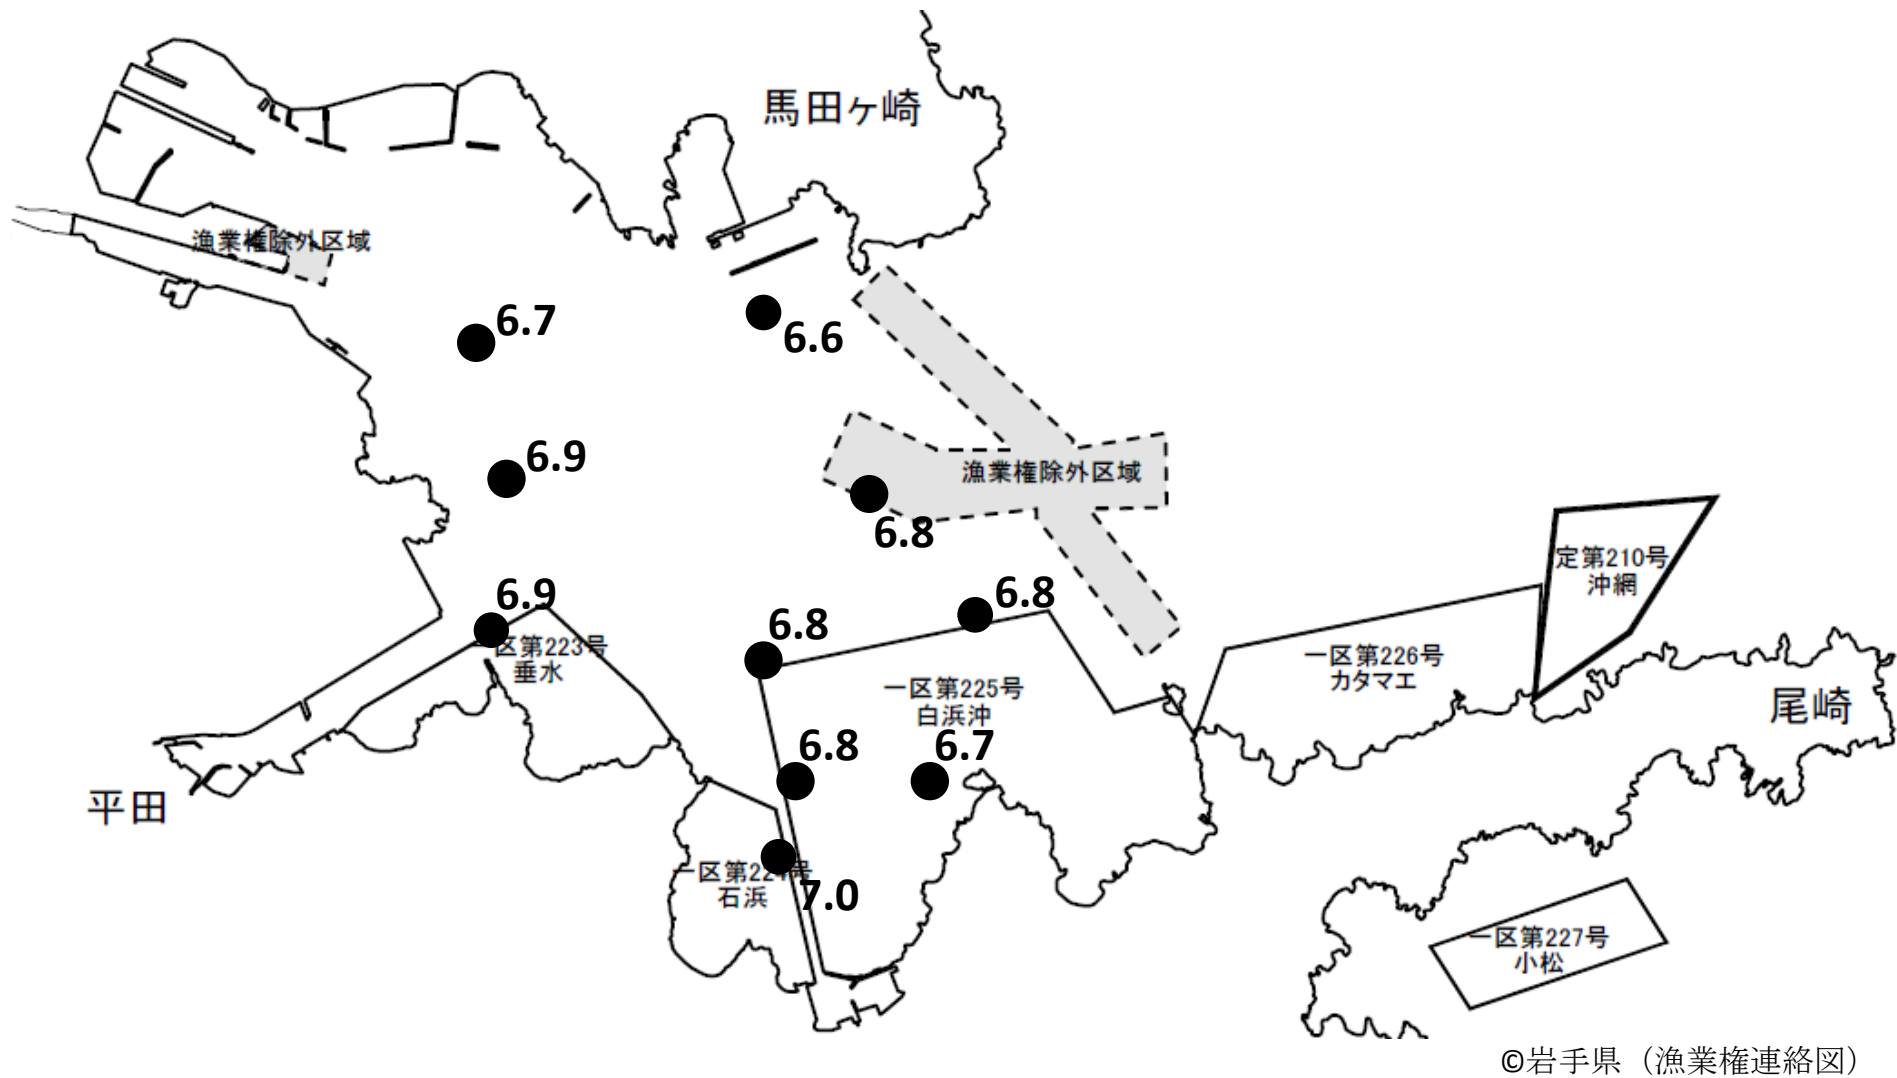 馬田ヶ崎
漁業権除外区域
6.7
6.6
6.9
漁業権除外区域
6.8
定第210号
沖網
6.9
6.8
6.8
一区第223号
垂水
一区第226号
カタマエ
一区第225号
白浜沖
尾崎
6.8
6.7
平田
一区第224号
石浜
7.0
一区第227号
小松
©岩手県（漁業権連絡図）